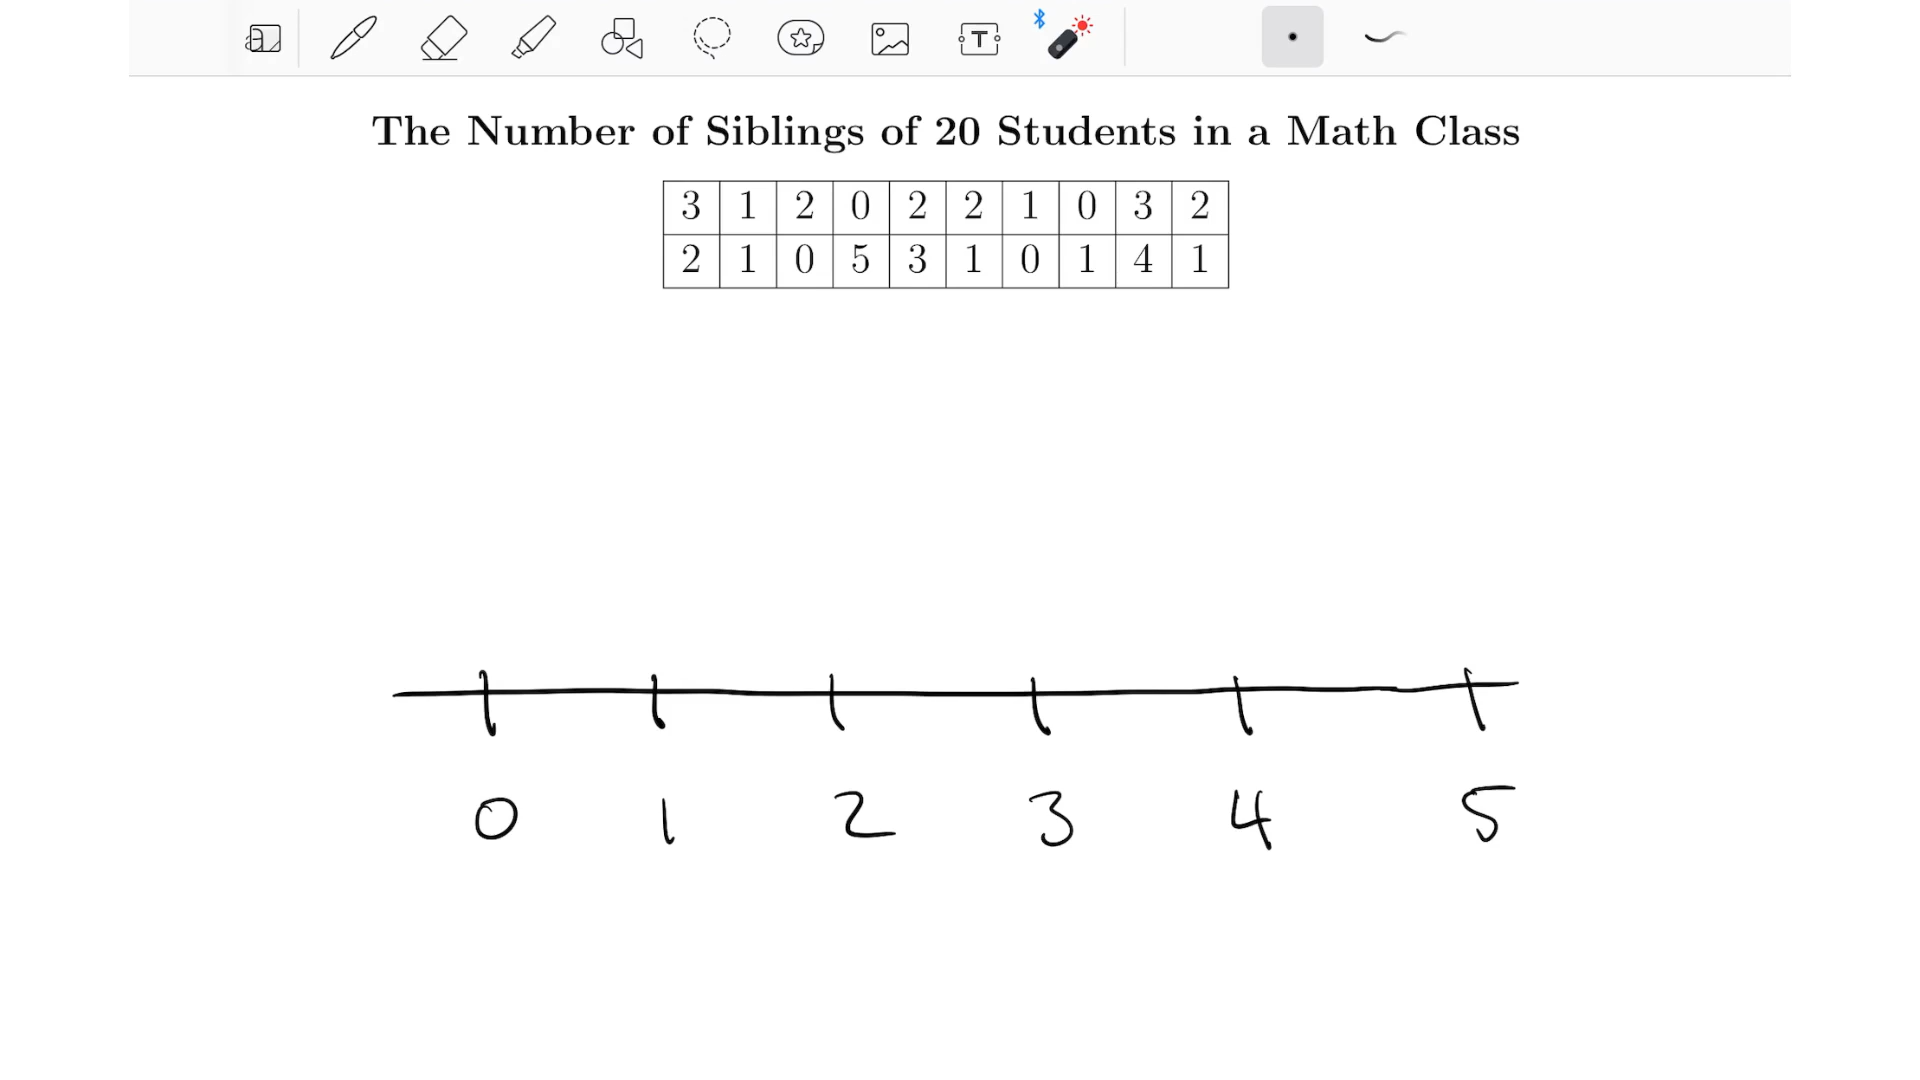 T
The Number of Siblings of 20 Students in a Math Class
3 1 2 0 2 2 1 0 3 2
2 1 0 5 3 1 0 1 4 1
0 1 2 3 4 5